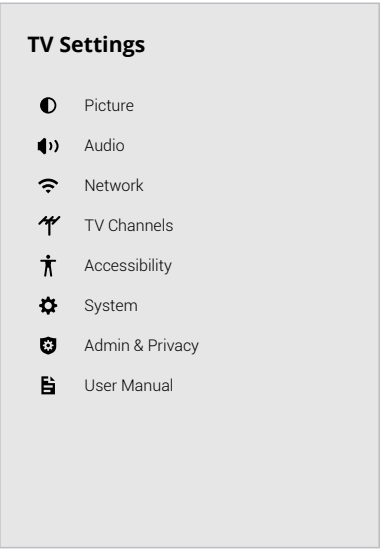 TV Settings
Picture
Audio
Network
TV Channels
Accessibility
System
Admin & Privacy
User Manual